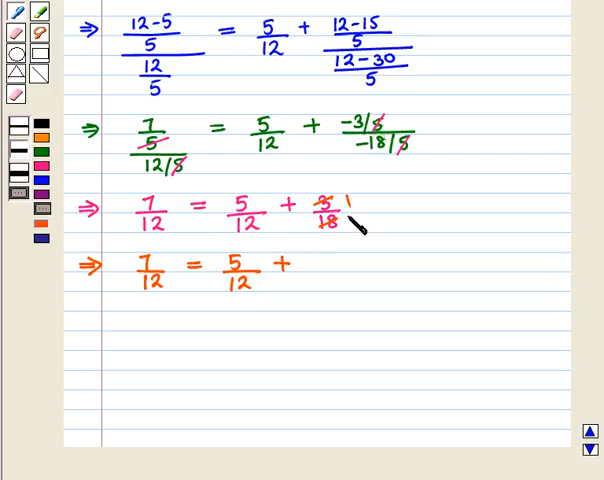 ⇒ ((12-5)/5)/(12/5) = 5/12 + ((12-15)/5)/((12-30)/5)
⇒ (7/5)/(12/5) = 5/12 + (-3/5)/(-18/5)
⇒ 7/12 = 5/12 + 3/18 1
⇒ 7/12 = 5/12 +